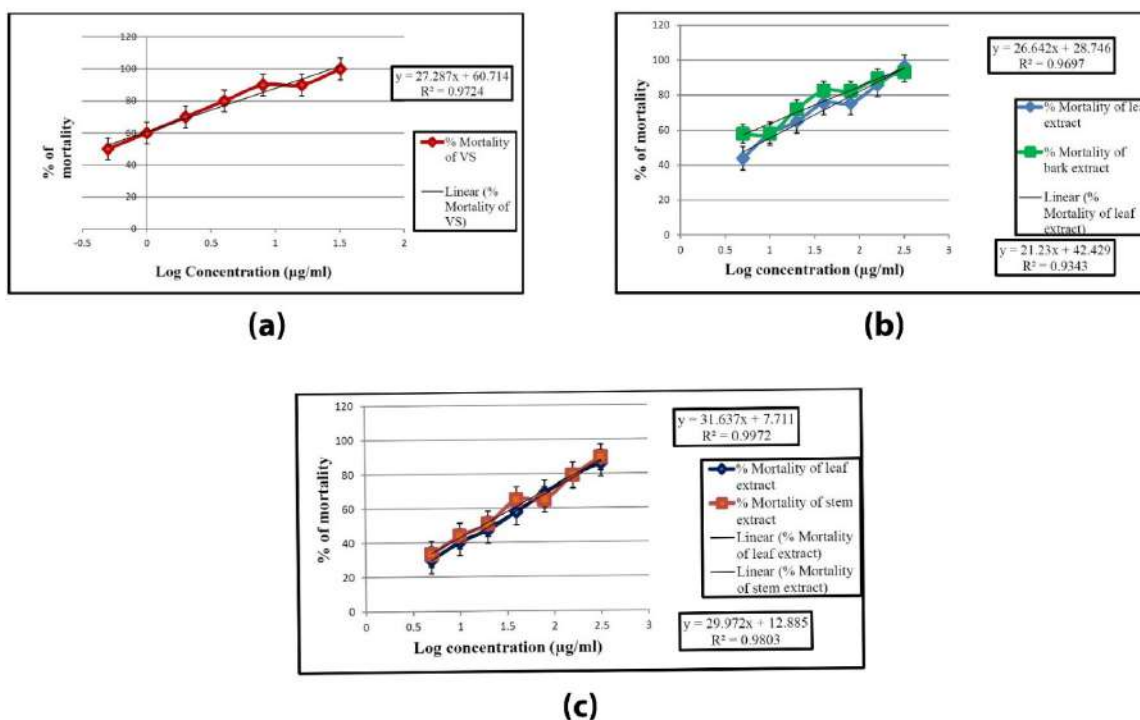 120
100
80
60
40
20
0
% of
mortality
-0.5 0 0.5 1 1.5 2
Log Concentration (µg/ml)
y = 27.287x + 60.714
R² = 0.9724
% Mortality
of VS
Linear (%
Mortality of
VS)
(a)
120
100
80
60
40
20
0
% of mortality
0 0.5 1 1.5 2 2.5 3
Log concentration (µg/ml)
y = 26.642x + 28.746
R² = 0.9697
% Mortality of leaf
extract
% Mortality of
bark extract
Linear (%
Mortality of leaf
extract)
y = 21.23x + 42.429
R² = 0.9343
(b)
120
100
80
60
40
20
0
% of mortality
0 0.5 1 1.5 2 2.5 3
Log concentration (µg/ml)
y = 31.637x + 7.711
R² = 0.9972
% Mortality of leaf
extract
% Mortality of stem
extract
Linear (% Mortality
of leaf extract)
Linear (% Mortality
of stem extract)
y = 29.972x + 12.885
R² = 0.9803
(c)